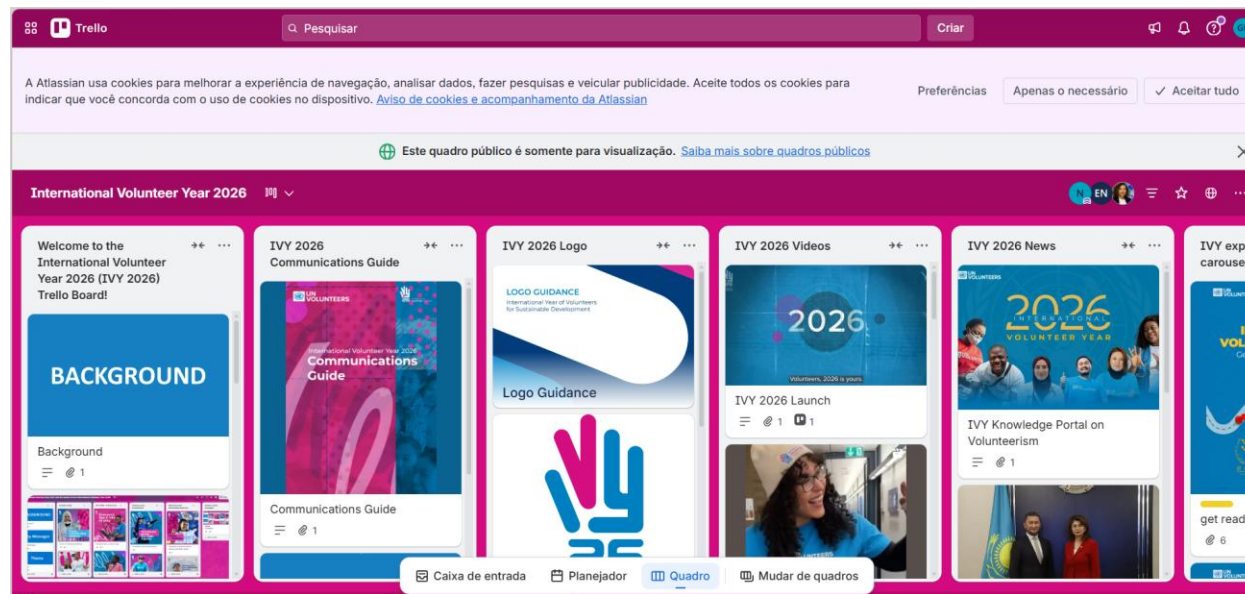 Trello
Pesquisar
Criar
A Atlassian usa cookies para melhorar a experiência de navegação, analisar dados, fazer pesquisas e veicular publicidade. Aceite todos os cookies para
indicar que você concorda com o uso de cookies no dispositivo. Aviso de cookies e acompanhamento da Atlassian
Preferências
Apenas o necessário
Aceitar tudo
Este quadro público é somente para visualização. Saiba mais sobre quadros públicos
International Volunteer Year 2026
N EN
Welcome to the
International Volunteer
Year 2026 (IVY 2026)
Trello Board!
BACKGROUND
Background
1
IVY 2026
Communications Guide
UN
VOLUNTEERS
International Volunteer Year 2026
Communications
Guide
Communications Guide
1
IVY 2026 Logo
LOGO GUIDANCE
International Year of Volunteers
for Sustainable Development
Logo Guidance
IVY 2026 Videos
2026
Volunteers, 2026 is yours
IVY 2026 Launch
1 1
IVY 2026 News
UN
VOLUNTEERS
2026
INTERNATIONAL
VOLUNTEER YEAR
IVY Knowledge Portal on
Volunteerism
1
IVY exp
carouse
VOL
get read
6
Caixa de entrada
Planejador
Quadro
Mudar de quadros